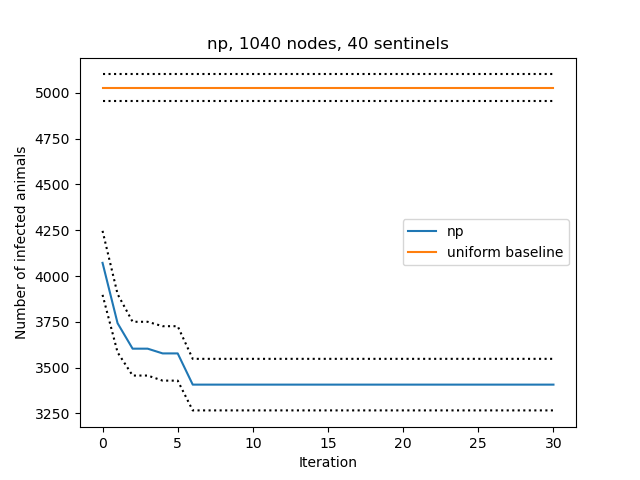 np, 1040 nodes, 40 sentinels
Number of infected animals
5000
4750
4500
4250
4000
3750
3500
3250
np
uniform baseline
0 5 10 15 20 25 30
Iteration